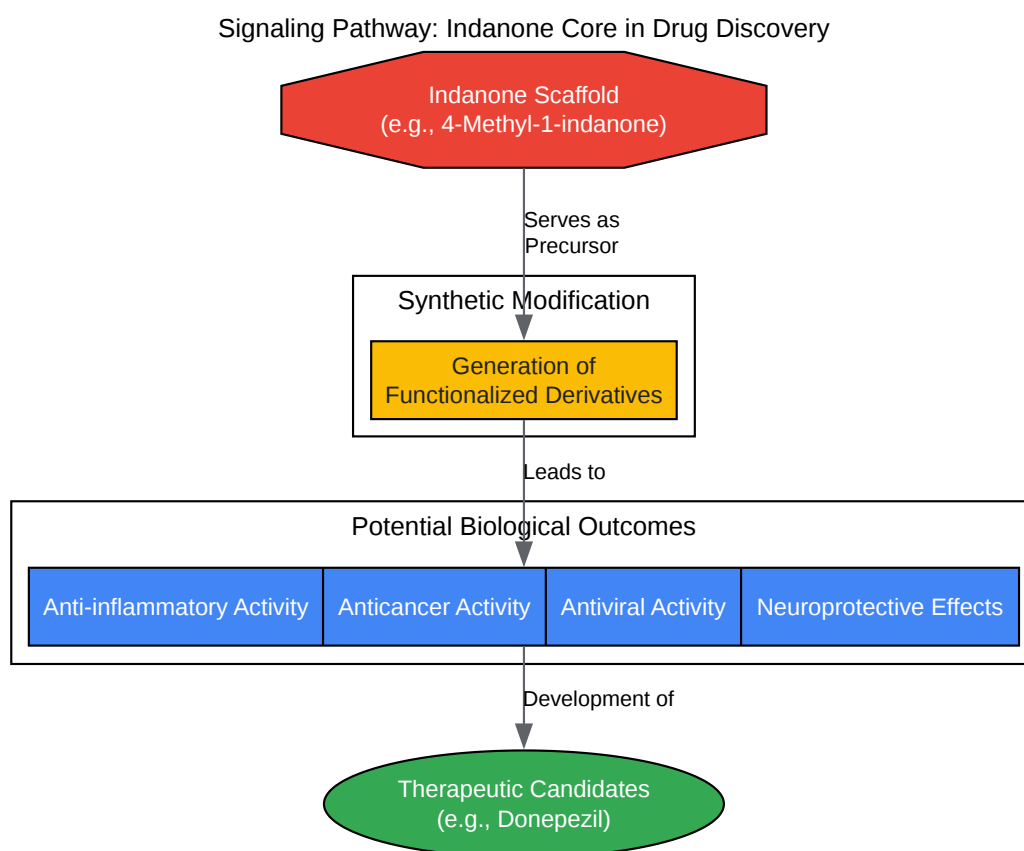 Signaling Pathway: Indanone Core in Drug Discovery
Indanone Scaffold
(e.g., 4-Methyl-1-indanone)
Serves as
Precursor
Synthetic Modification
Generation of
Functionalized Derivatives
Leads to
Potential Biological Outcomes
Anti-inflammatory Activity Anticancer Activity Antiviral Activity Neuroprotective Effects
Development of
Therapeutic Candidates
(e.g., Donepezil)